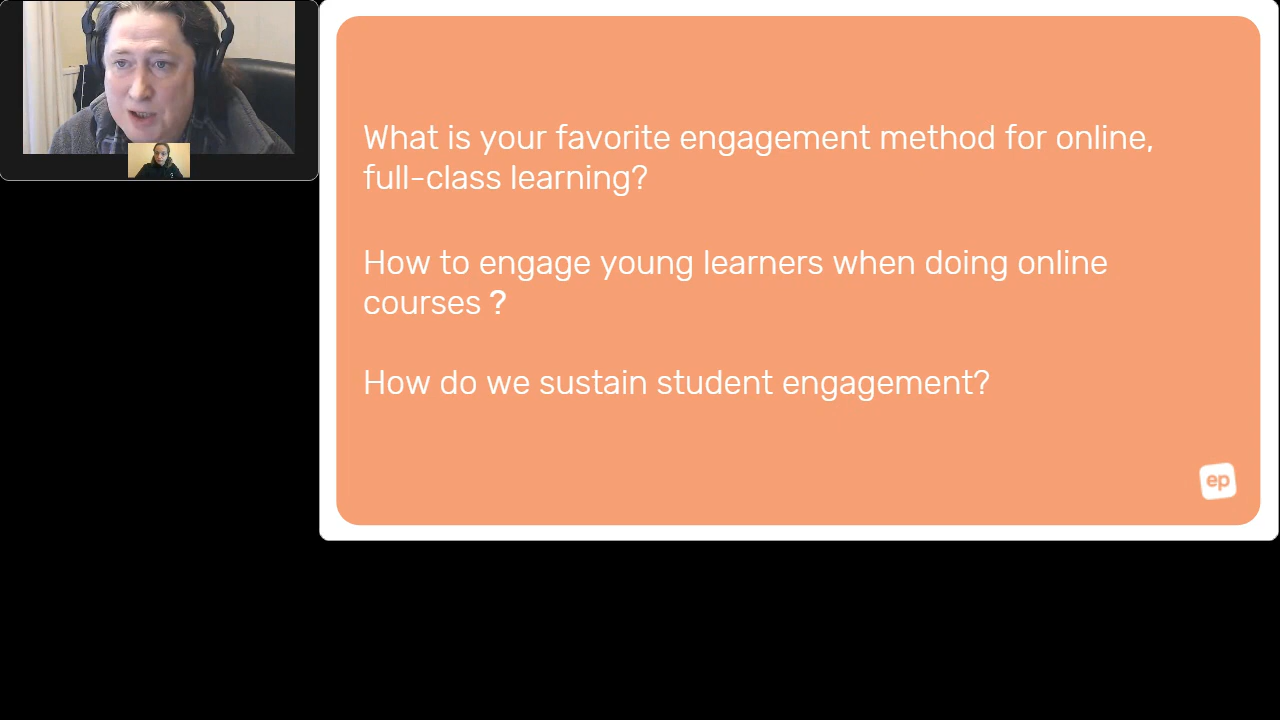 What is your favorite engagement method for online,
full-class learning?
How to engage young learners when doing online
courses ?
How do we sustain student engagement?
ep